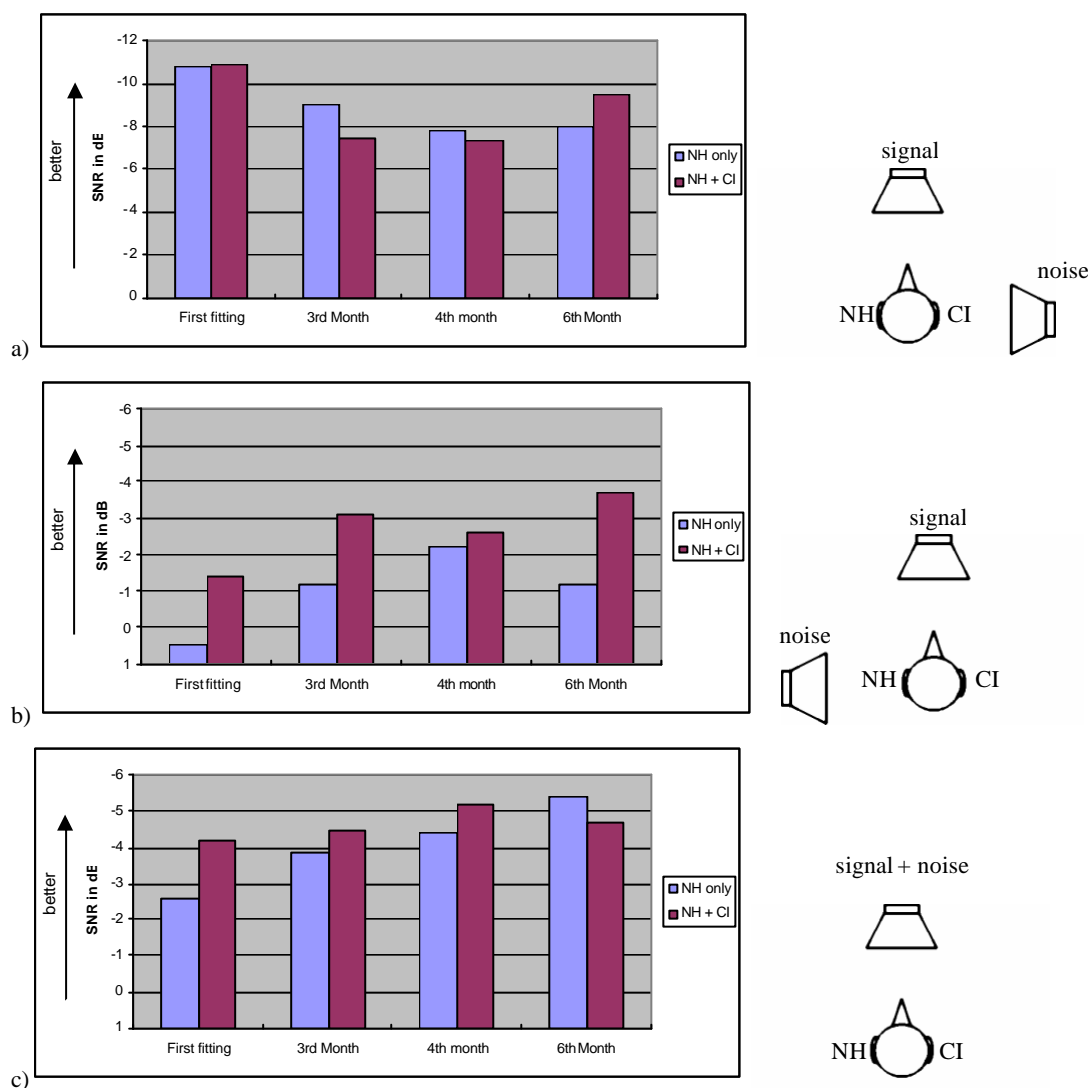 -12
-10
-8
-6
-4
-2
0
better
SNR in dE
First fitting
3rd Month
4th month
6th Month
NH only
NH + CI
signal
noise
NH
CI
a)
-6
-5
-4
-3
-2
-1
0
1
better
SNR in dB
First fitting
3rd Month
4th month
6th Month
NH only
NH + CI
signal
noise
NH
CI
b)
-6
-5
-4
-3
-2
-1
0
1
better
SNR in dE
First fitting
3rd Month
4th month
6th Month
NH only
NH + CI
signal + noise
NH
CI
c)